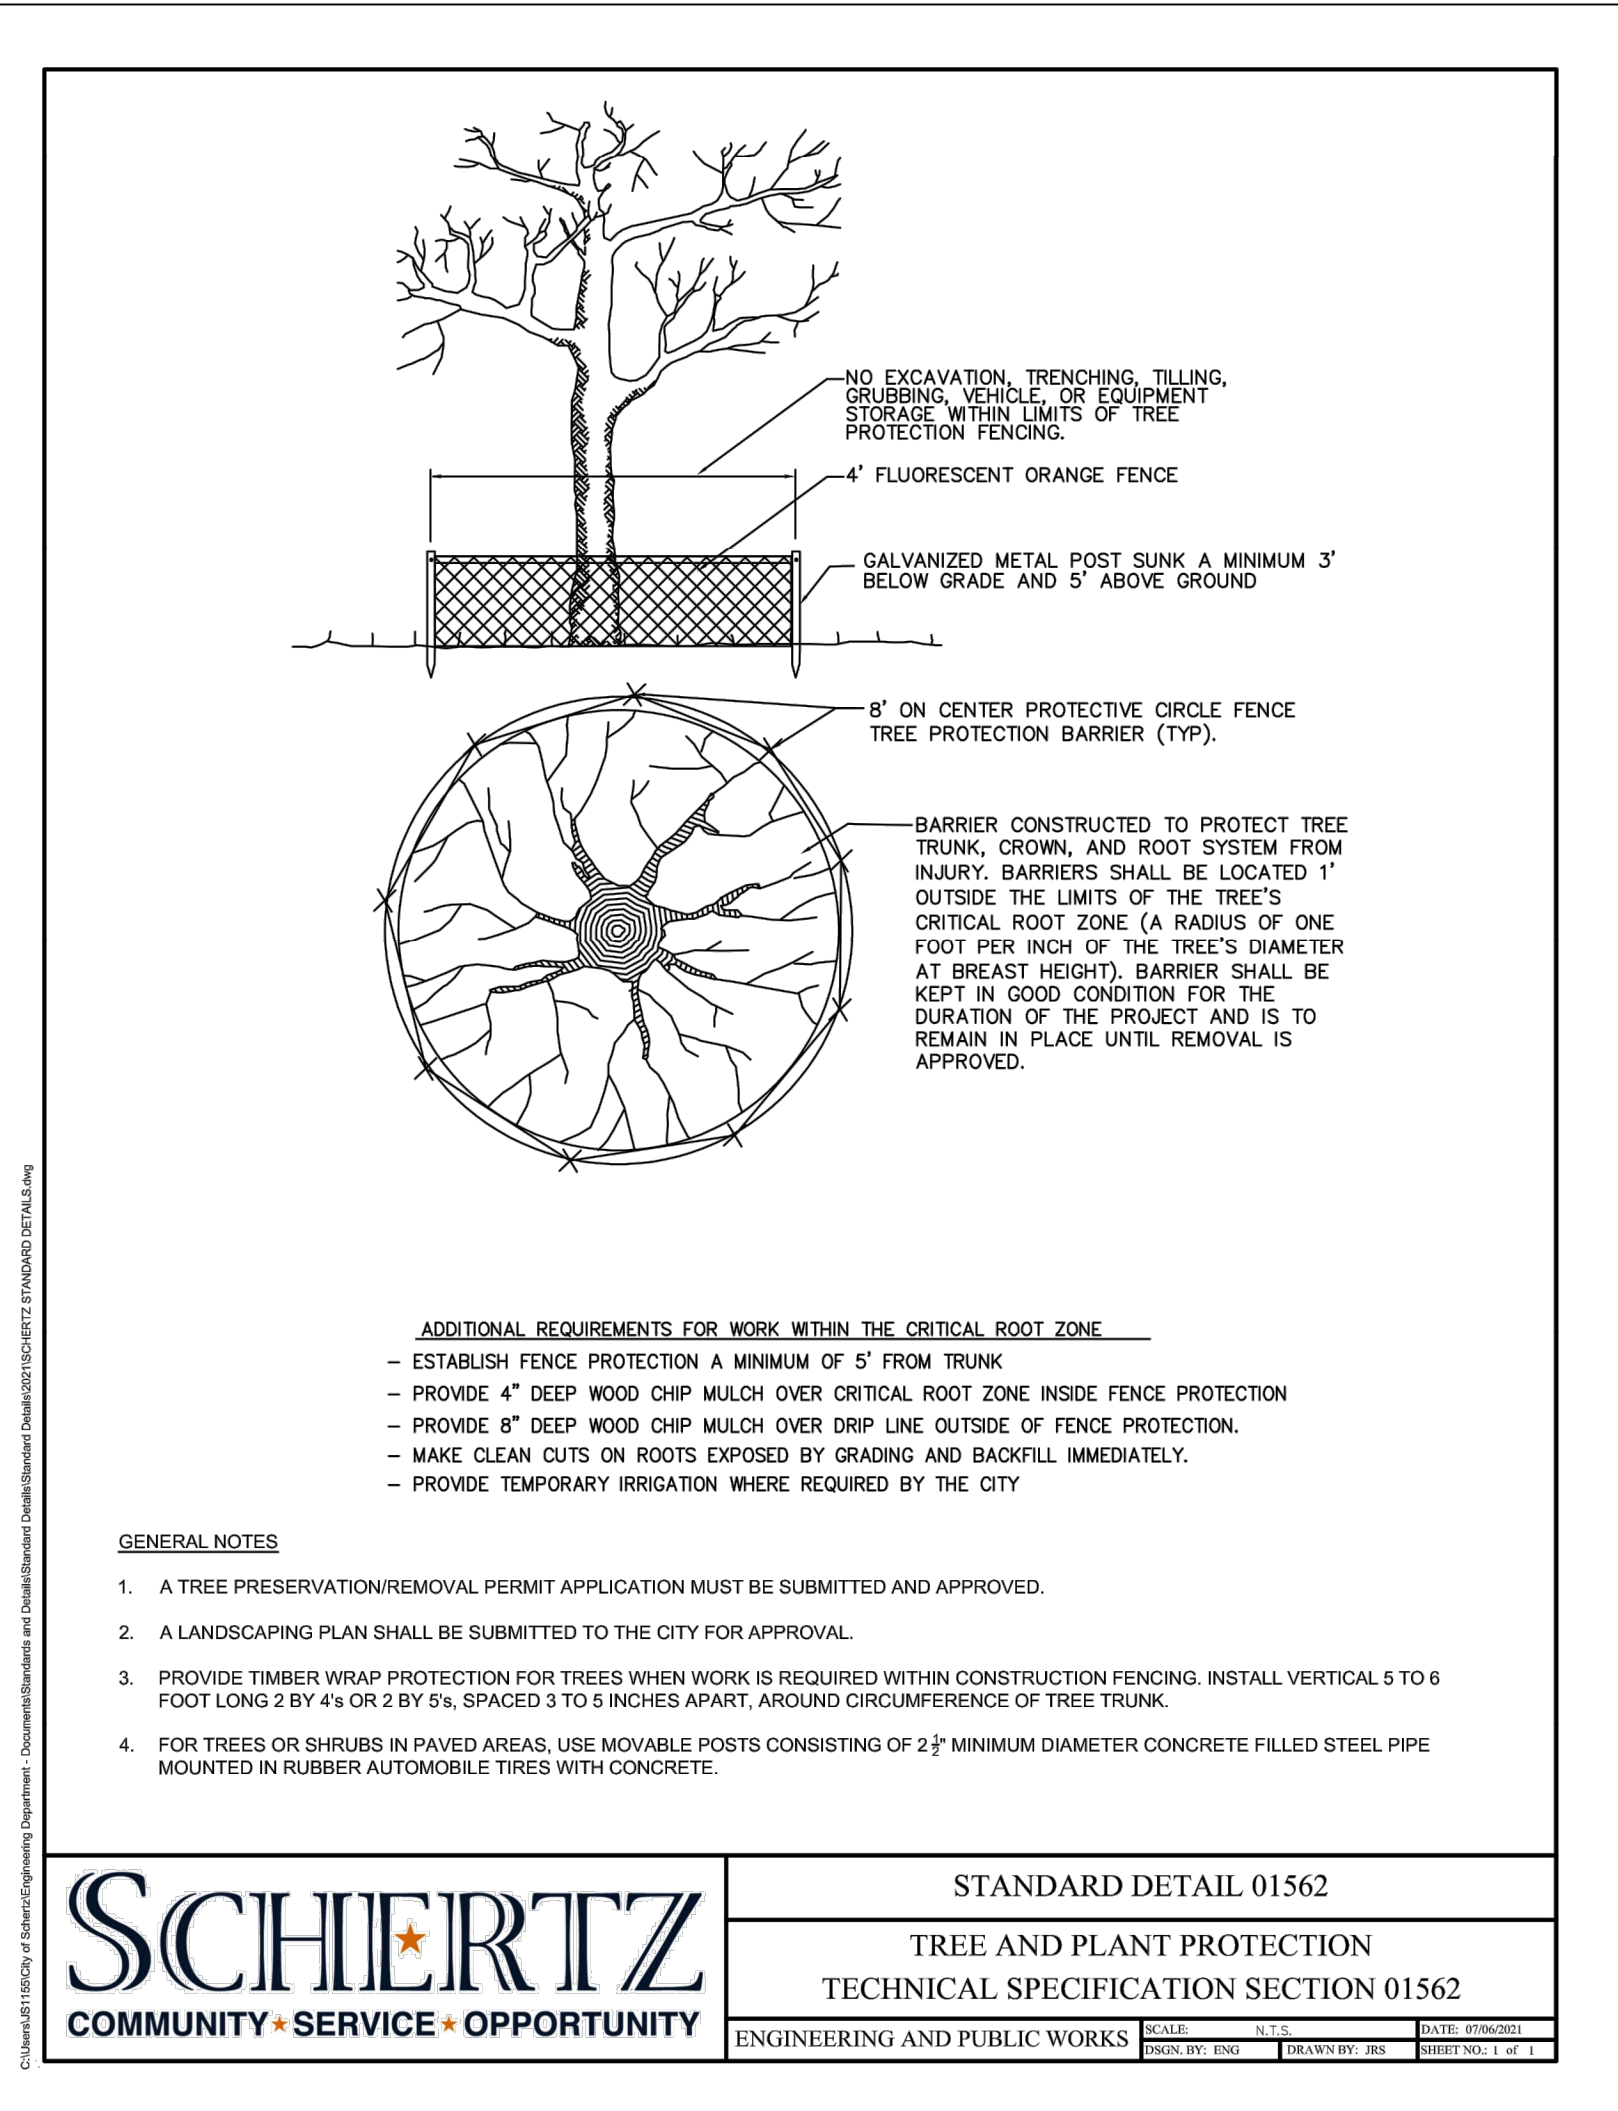 NO EXCAVATION, TRENCHING, TILLING,
GRUBBING, VEHICLE, OR EQUIPMENT
STORAGE WITHIN LIMITS OF TREE
PROTECTION FENCING.
4' FLUORESCENT ORANGE FENCE
GALVANIZED METAL POST SUNK A MINIMUM 3'
BELOW GRADE AND 5' ABOVE GROUND
8' ON CENTER PROTECTIVE CIRCLE FENCE
TREE PROTECTION BARRIER (TYP).
BARRIER CONSTRUCTED TO PROTECT TREE
TRUNK, CROWN, AND ROOT SYSTEM FROM
INJURY. BARRIERS SHALL BE LOCATED 1'
OUTSIDE THE LIMITS OF THE TREE'S
CRITICAL ROOT ZONE (A RADIUS OF ONE
FOOT PER INCH OF THE TREE'S DIAMETER
AT BREAST HEIGHT). BARRIER SHALL BE
KEPT IN GOOD CONDITION FOR THE
DURATION OF THE PROJECT AND IS TO
REMAIN IN PLACE UNTIL REMOVAL IS
APPROVED.
ADDITIONAL REQUIREMENTS FOR WORK WITHIN THE CRITICAL ROOT ZONE
– ESTABLISH FENCE PROTECTION A MINIMUM OF 5' FROM TRUNK
– PROVIDE 4" DEEP WOOD CHIP MULCH OVER CRITICAL ROOT ZONE INSIDE FENCE PROTECTION
– PROVIDE 8" DEEP WOOD CHIP MULCH OVER DRIP LINE OUTSIDE OF FENCE PROTECTION.
– MAKE CLEAN CUTS ON ROOTS EXPOSED BY GRADING AND BACKFILL IMMEDIATELY.
– PROVIDE TEMPORARY IRRIGATION WHERE REQUIRED BY THE CITY
GENERAL NOTES
1. A TREE PRESERVATION/REMOVAL PERMIT APPLICATION MUST BE SUBMITTED AND APPROVED.
2. A LANDSCAPING PLAN SHALL BE SUBMITTED TO THE CITY FOR APPROVAL.
3. PROVIDE TIMBER WRAP PROTECTION FOR TREES WHEN WORK IS REQUIRED WITHIN CONSTRUCTION FENCING. INSTALL VERTICAL 5 TO 6
FOOT LONG 2 BY 4's OR 2 BY 5's, SPACED 3 TO 5 INCHES APART, AROUND CIRCUMFERENCE OF TREE TRUNK.
4. FOR TREES OR SHRUBS IN PAVED AREAS, USE MOVABLE POSTS CONSISTING OF 2 1/2" MINIMUM DIAMETER CONCRETE FILLED STEEL PIPE
MOUNTED IN RUBBER AUTOMOBILE TIRES WITH CONCRETE.
C:\Users\JS1155\City of Schertz\Engineering Department - Documents\Standards and Details\Standard Details\Standard Details\2021\SCHERTZ STANDARD DETAILS.dwg
SCHERTZ
COMMUNITY★SERVICE★OPPORTUNITY
STANDARD DETAIL 01562
TREE AND PLANT PROTECTION
TECHNICAL SPECIFICATION SECTION 01562
ENGINEERING AND PUBLIC WORKS
SCALE: N.T.S.
DATE: 07/06/2021
DSGN. BY: ENG
DRAWN BY: JRS
SHEET NO.: 1 of 1